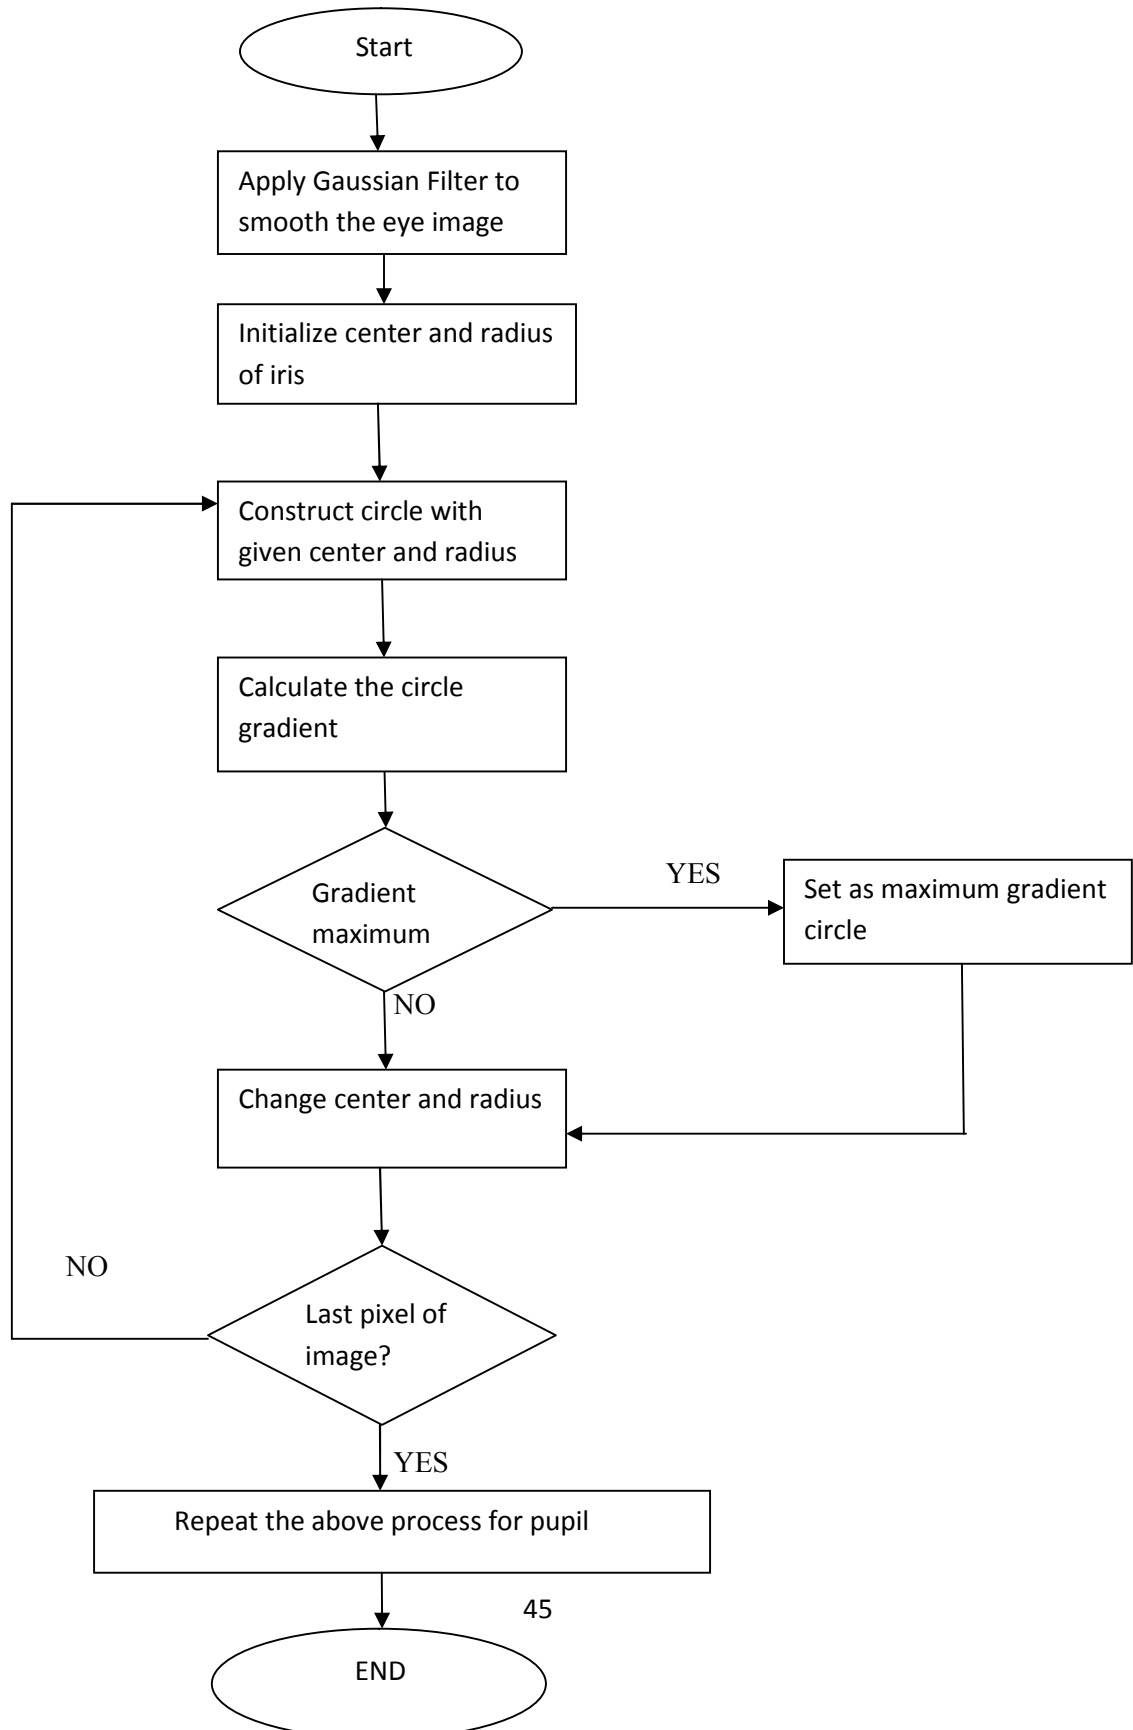 Start
Apply Gaussian Filter to
smooth the eye image
Initialize center and radius
of iris
Construct circle with
given center and radius
Calculate the circle
gradient
Gradient
maximum
YES
Set as maximum gradient
circle
NO
Change center and radius
NO
Last pixel of
image?
YES
Repeat the above process for pupil
45
END